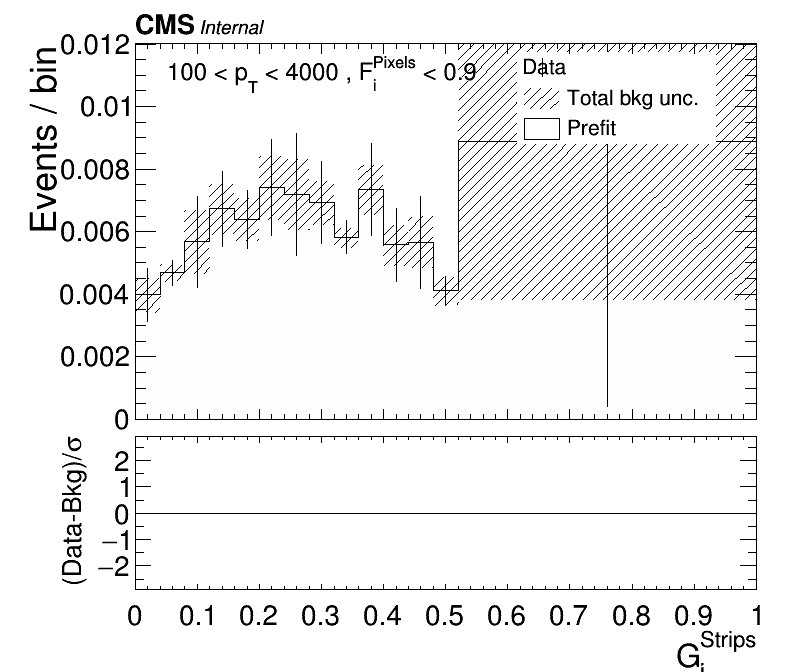 CMS Internal
Events / bin
0.012
0.01
0.008
0.006
0.004
0.002
0
100 < p_T < 4000 , F_i^Pixels < 0.9
Data
Total bkg unc.
Prefit
(Data-Bkg)/σ
2
1
0
−1
−2
0 0.1 0.2 0.3 0.4 0.5 0.6 0.7 0.8 0.9 1
G_i^Strips